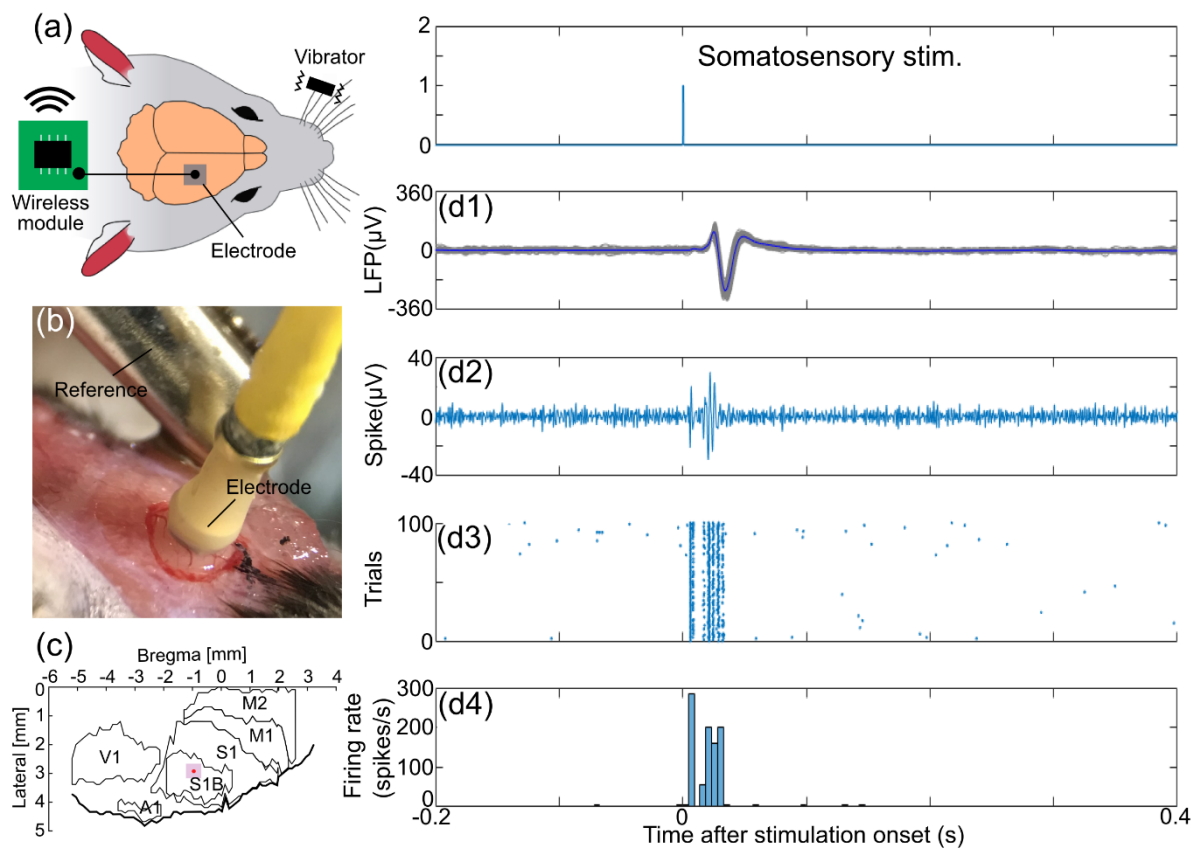 (a)
Vibrator
Wireless
module
Electrode
(b)
Reference
Electrode
(c)
Bregma [mm]
-6 -5 -4 -3 -2 -1 0 1 2 3 4
Lateral [mm]
0
1
2
3
4
5
M2
M1
V1
S1
S1B
A1
Somatosensory stim.
2
1
0
(d1)
LFP(µV)
360
0
-360
(d2)
Spike(µV)
40
0
-40
(d3)
Trials
100
0
(d4)
Firing rate
(spikes/s)
300
200
100
0
-0.2 0 0.4
Time after stimulation onset (s)